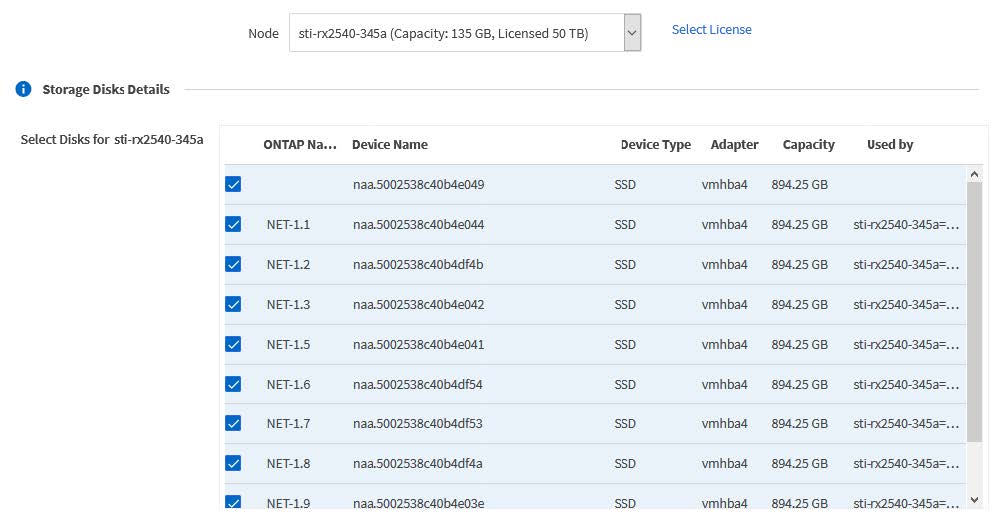 Node sti-rx2540-345a (Capacity: 135 GB, Licensed 50 TB) Select License
Storage Disks Details
Select Disks for sti-rx2540-345a
ONTAP Na... Device Name Device Type Adapter Capacity Used by
naa.5002538c40b4e049 SSD vmhba4 894.25 GB
NET-1.1 naa.5002538c40b4e044 SSD vmhba4 894.25 GB sti-rx2540-345a=...
NET-1.2 naa.5002538c40b4df4b SSD vmhba4 894.25 GB sti-rx2540-345a=...
NET-1.3 naa.5002538c40b4e042 SSD vmhba4 894.25 GB sti-rx2540-345a=...
NET-1.5 naa.5002538c40b4e041 SSD vmhba4 894.25 GB sti-rx2540-345a=...
NET-1.6 naa.5002538c40b4df54 SSD vmhba4 894.25 GB sti-rx2540-345a=...
NET-1.7 naa.5002538c40b4df53 SSD vmhba4 894.25 GB sti-rx2540-345a=...
NET-1.8 naa.5002538c40b4df4a SSD vmhba4 894.25 GB sti-rx2540-345a=...
NET-1.9 naa.5002538c40b4e03e SSD vmhba4 894.25 GB sti-rx2540-345a=...